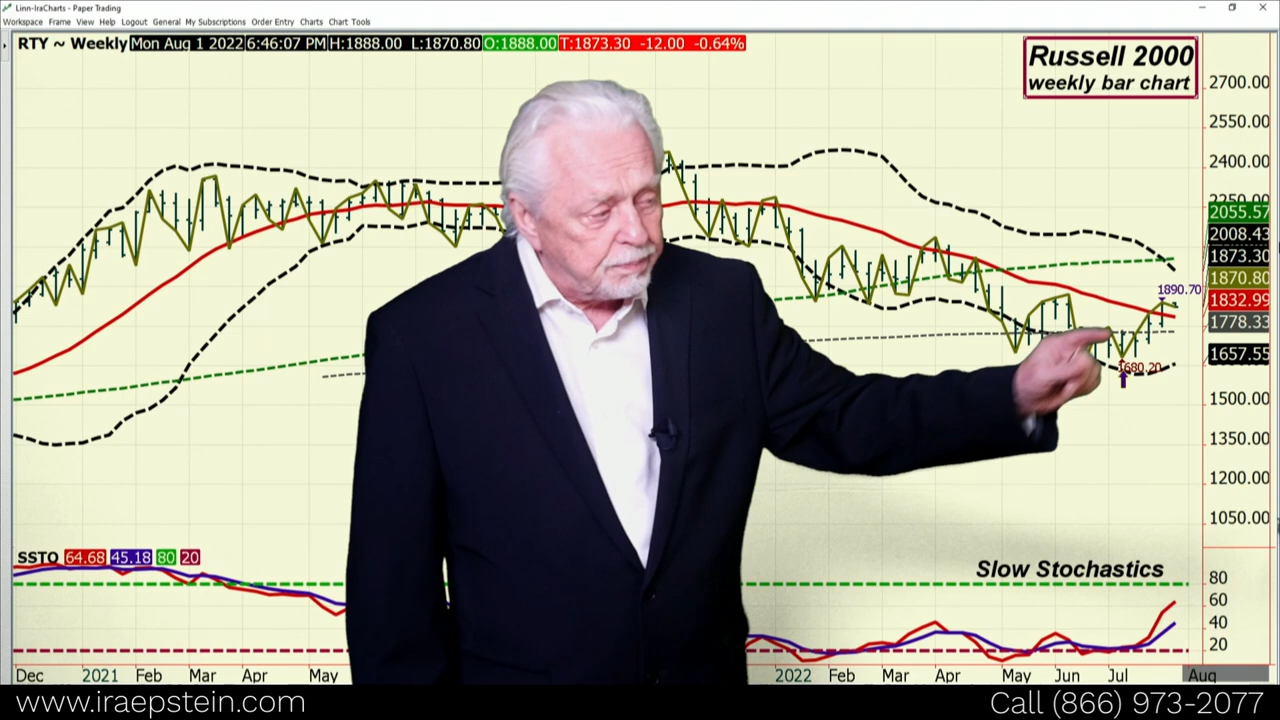 Linn-IraCharts - Paper Trading
Workspace Frame View Help Logout General My Subscriptions Order Entry Charts Chart Tools
RTY ~ Weekly Mon Aug 1 2022 6:46:07 PM H:1888.00 L:1870.80 O:1888.00 T:1873.30 -12.00 -0.64%
Russell 2000
weekly bar chart
2700.00
2550.00
2400.00
2250.00
2055.57
2008.43
1873.30
1870.80
1890.70
1832.99
1778.33
1657.55
1680.20
1500.00
1350.00
1200.00
1050.00
SSTO 64.68 45.18 80 20
Slow Stochastics
80
60
40
20
Dec 2021 Feb Mar Apr May 2022 Feb Mar Apr May Jun Jul Aug
www.iraepstein.com
Call (866) 973-2077